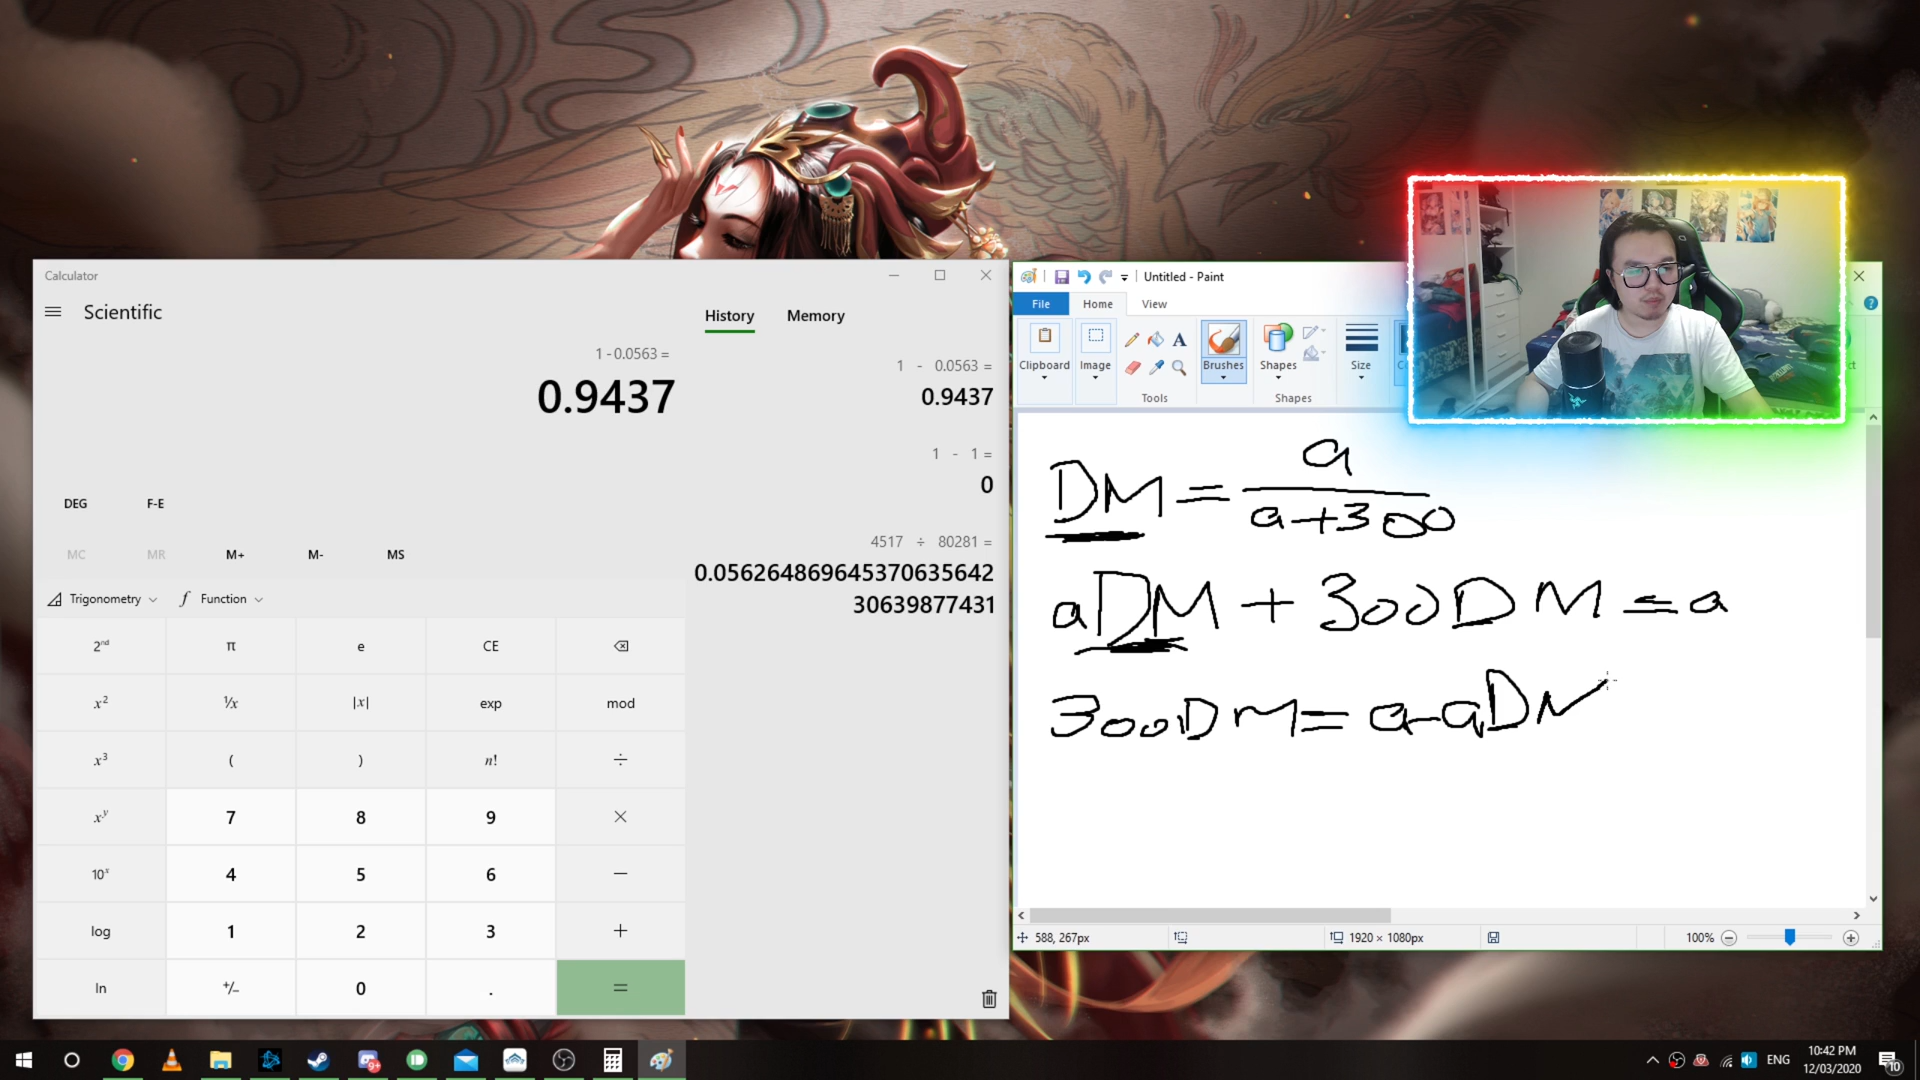 Calculator
Scientific
History
Memory
1 - 0.0563 =
0.9437
1 - 0.0563 =
0.9437
1 - 1 =
0
4517 ÷ 80281 =
0.056264869645370635642
30639877431
DEG F-E
MC MR M+ M- MS
Trigonometry Function
2nd π e CE
x² ¹/x |x| exp mod
x³ ( ) n! ÷
xʸ 7 8 9 ×
10ˣ 4 5 6 −
log 1 2 3 +
ln +/− 0 . =
Untitled - Paint
File Home View
Clipboard Image Brushes Shapes Size
Tools Shapes
DM = a
a+300
aDM + 300DM = a
300DM = a-aDM
588, 267px
1920 × 1080px
100%
9+
ENG
10:42 PM
12/03/2020
10